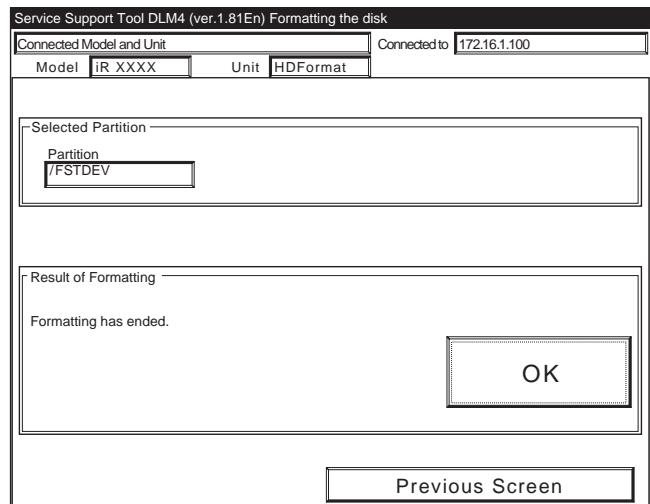 Service Support Tool DLM4 (ver.1.81En) Formatting the disk
Connected Model and Unit Connected to 172.16.1.100
Model iR XXXX Unit HDFormat
Selected Partition
Partition
/FSTDEV
Result of Formatting
Formatting has ended.
OK
Previous Screen